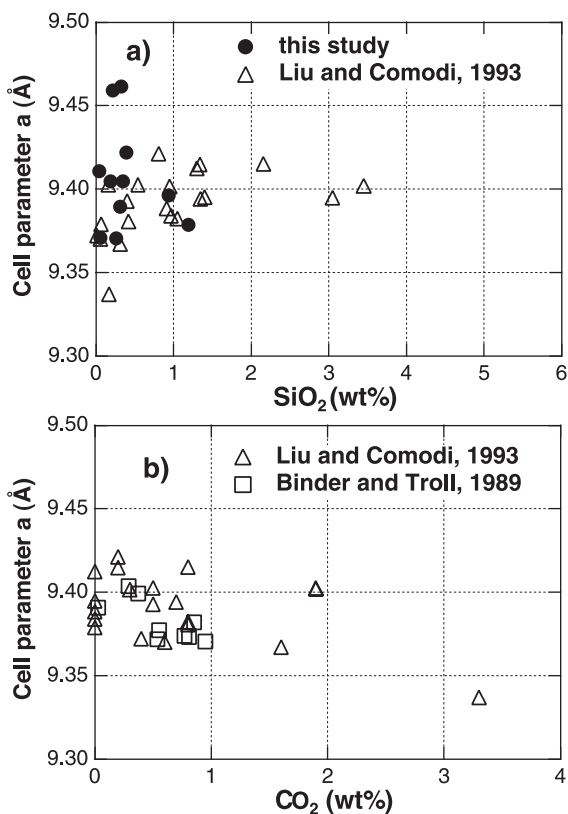 a)
this study
Liu and Comodi, 1993
Cell parameter a (Å)
9.50
9.45
9.40
9.35
9.30
0 1 2 3 4 5 6
SiO₂ (wt%)
b)
Liu and Comodi, 1993
Binder and Troll, 1989
Cell parameter a (Å)
9.50
9.45
9.40
9.35
9.30
0 1 2 3 4
CO₂ (wt%)